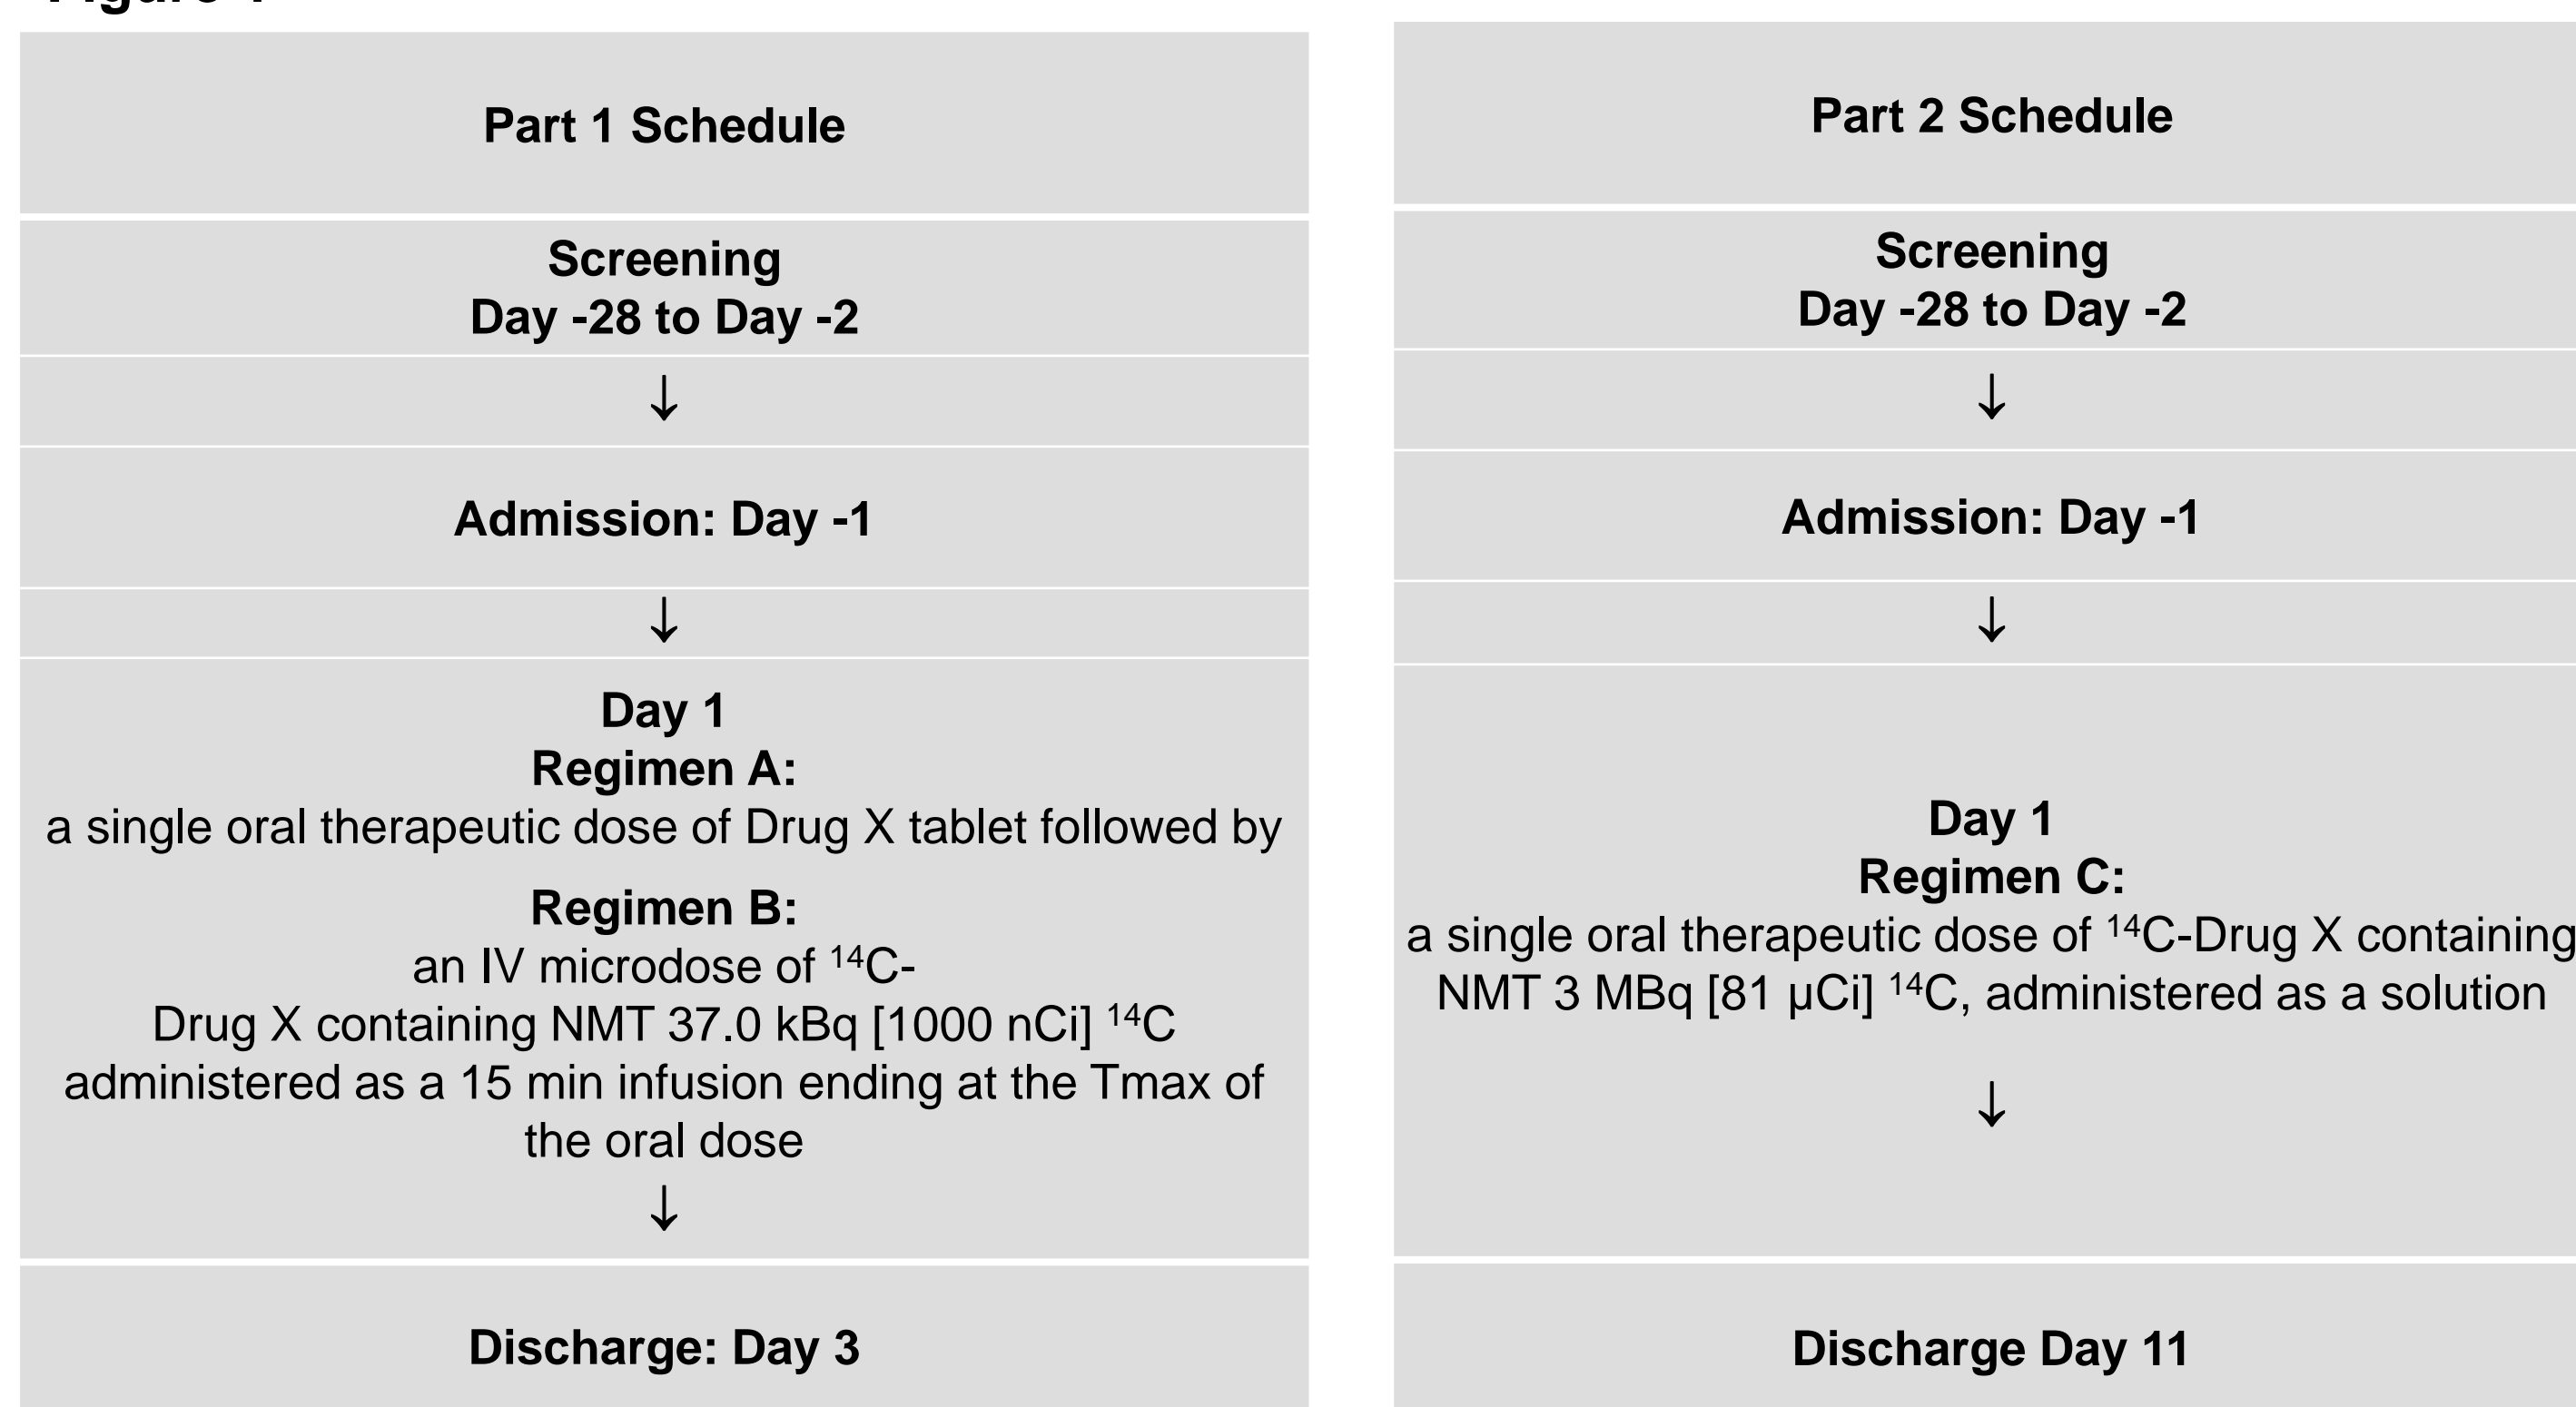 Part 1 Schedule
Screening
Day -28 to Day -2
↓
Admission: Day -1
↓
Day 1
Regimen A:
a single oral therapeutic dose of Drug X tablet followed by
Regimen B:
an IV microdose of ¹⁴C-
Drug X containing NMT 37.0 kBq [1000 nCi] ¹⁴C
administered as a 15 min infusion ending at the Tmax of
the oral dose
↓
Discharge: Day 3
Part 2 Schedule
Screening
Day -28 to Day -2
↓
Admission: Day -1
↓
Day 1
Regimen C:
a single oral therapeutic dose of ¹⁴C-Drug X containing
NMT 3 MBq [81 μCi] ¹⁴C, administered as a solution
↓
Discharge Day 11